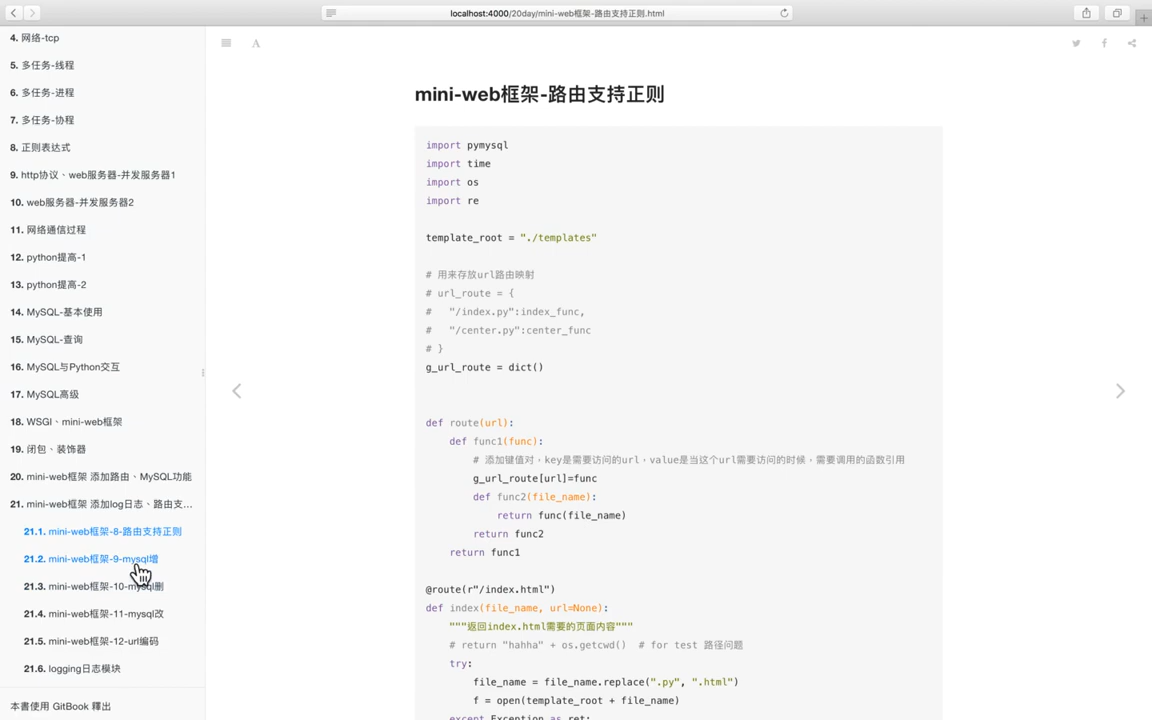 localhost:4000/20day/mini-web框架-路由支持正则.html
4. 网络-tcp
5. 多任务-线程
6. 多任务-进程
7. 多任务-协程
8. 正则表达式
9. http协议、web服务器-并发服务器1
10. web服务器-并发服务器2
11. 网络通信过程
12. python提高-1
13. python提高-2
14. MySQL-基本使用
15. MySQL-查询
16. MySQL与Python交互
17. MySQL高级
18. WSGI、mini-web框架
19. 闭包、装饰器
20. mini-web框架 添加路由、MySQL功能
21. mini-web框架 添加log日志、路由支...
21.1. mini-web框架-8-路由支持正则
21.2. mini-web框架-9-mysql增
21.3. mini-web框架-10-mysql删
21.4. mini-web框架-11-mysql改
21.5. mini-web框架-12-url编码
21.6. logging日志模块
本書使用 GitBook 釋出
A
mini-web框架-路由支持正则
import pymysql
import time
import os
import re
template_root = "./templates"
# 用来存放url路由映射
# url_route = {
#   "/index.py":index_func,
#   "/center.py":center_func
# }
g_url_route = dict()
def route(url):
    def func1(func):
        # 添加键值对，key是需要访问的url，value是当这个url需要访问的时候，需要调用的函数引用
        g_url_route[url]=func
        def func2(file_name):
            return func(file_name)
        return func2
    return func1
@route(r"/index.html")
def index(file_name, url=None):
    """返回index.html需要的页面内容"""
    # return "hahha" + os.getcwd()  # for test 路径问题
    try:
        file_name = file_name.replace(".py", ".html")
        f = open(template_root + file_name)
    except Exception as ret: